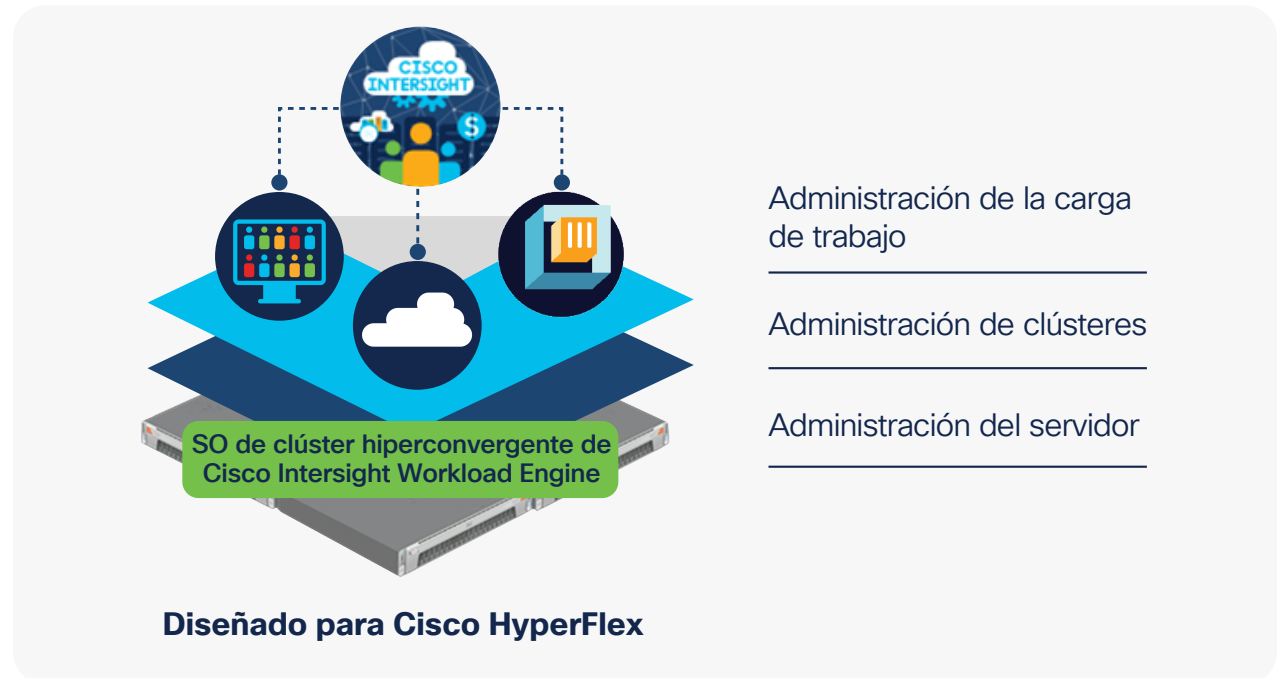 CISCO
INTERSIGHT
$
Administración de la carga
de trabajo
Administración de clústeres
Administración del servidor
SO de clúster hiperconvergente de
Cisco Intersight Workload Engine
Diseñado para Cisco HyperFlex